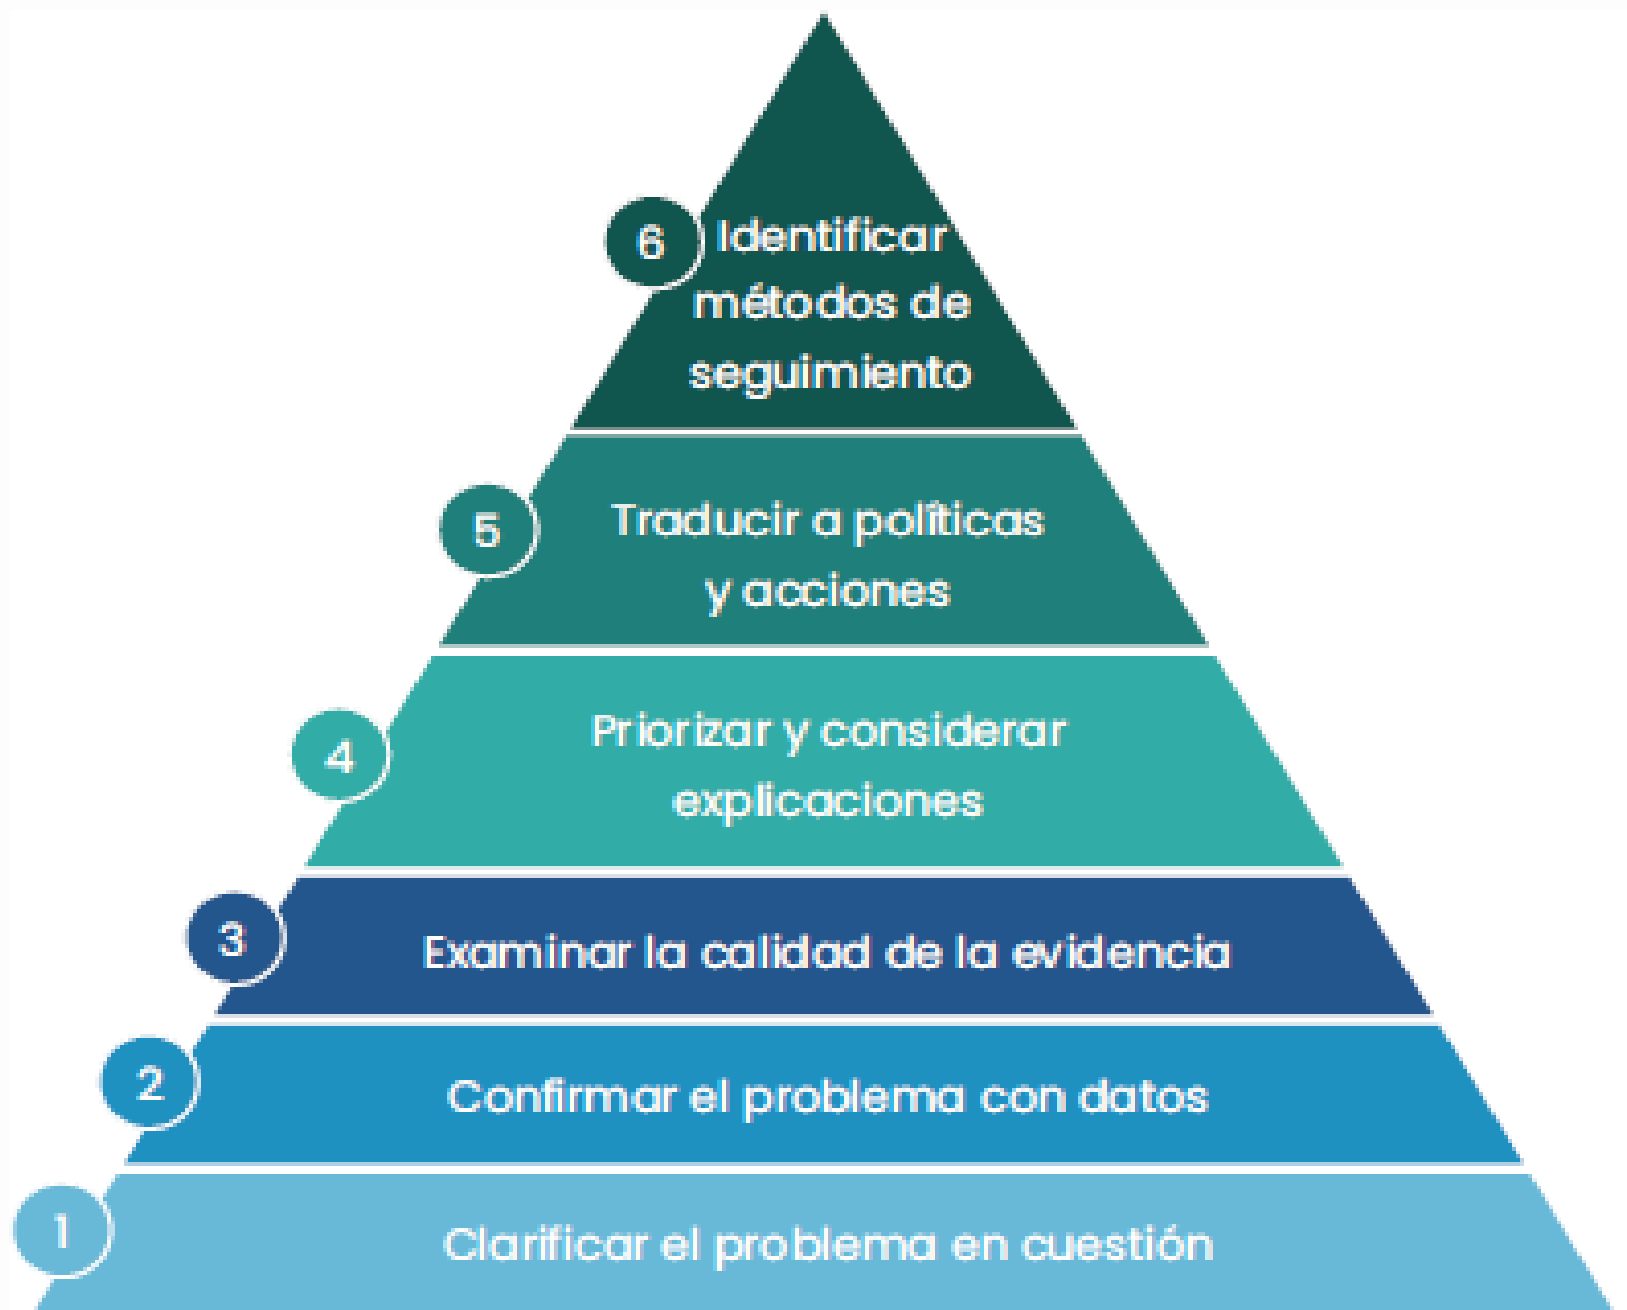 6
Identificar
métodos de
seguimiento
5
Traducir a políticas
y acciones
4
Priorizar y considerar
explicaciones
3
Examinar la calidad de la evidencia
2
Confirmar el problema con datos
1
Clarificar el problema en cuestión